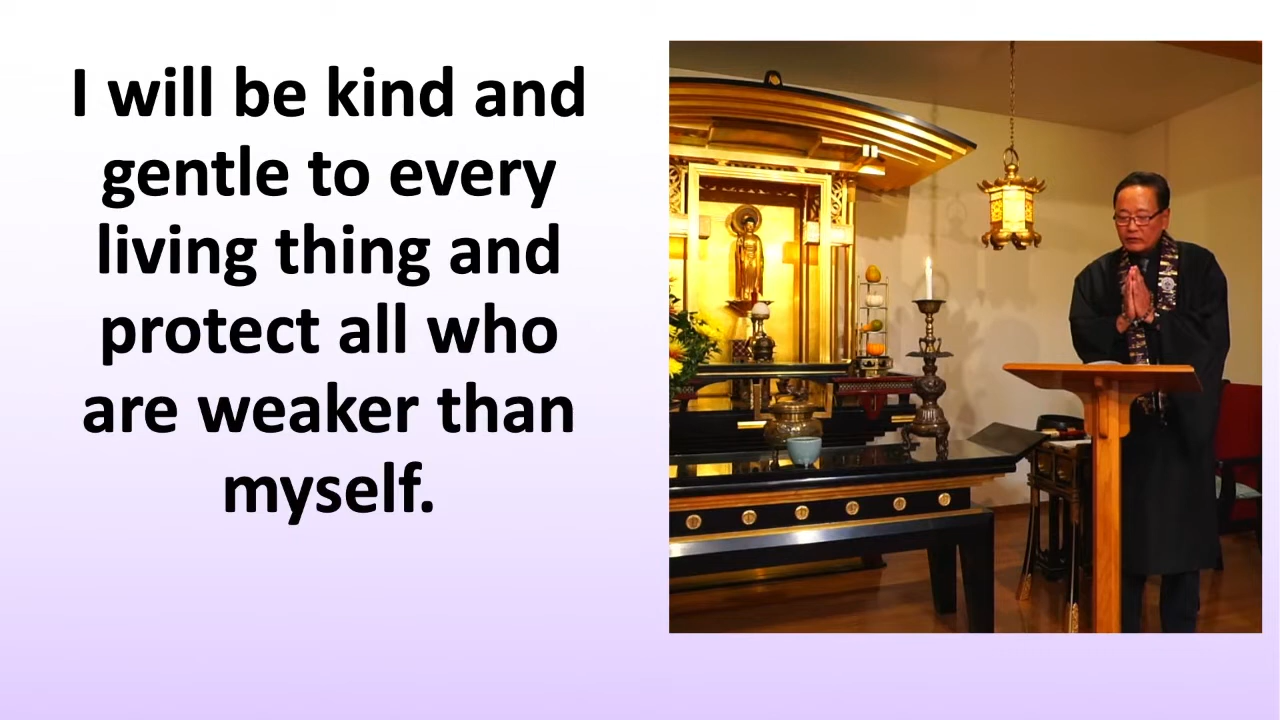 I will be kind and
gentle to every
living thing and
protect all who
are weaker than
myself.